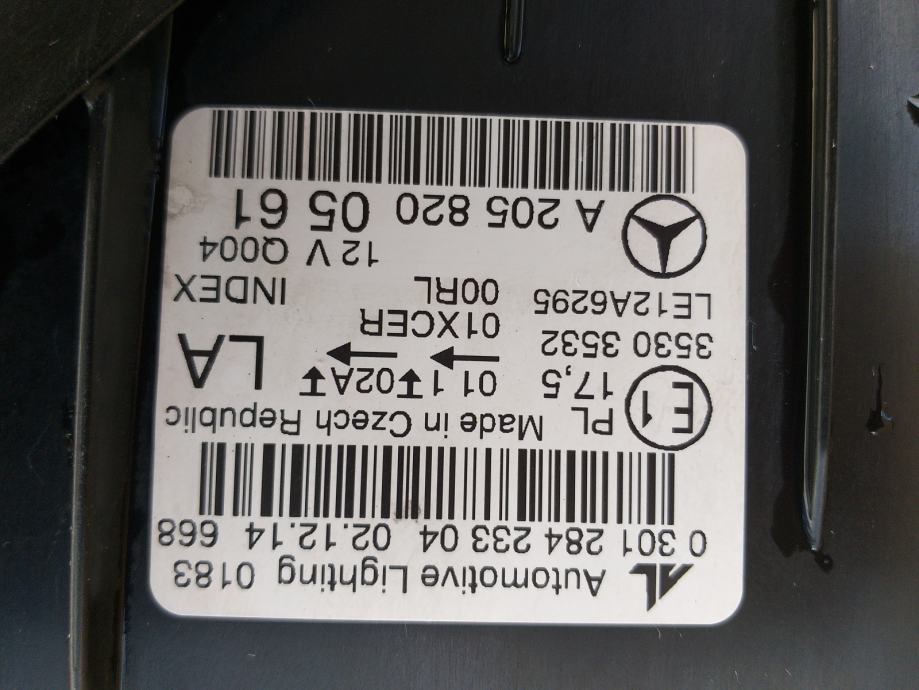 AL Automotive Lighting 0183
0 301 284 233 04 02.12.14 668
PL Made in Czech Republic
E1 17,5 01 1 02A LA
3530 3532 01XCER
LE12A6295 00RL INDEX
12 V Q004
A 205 820 05 61